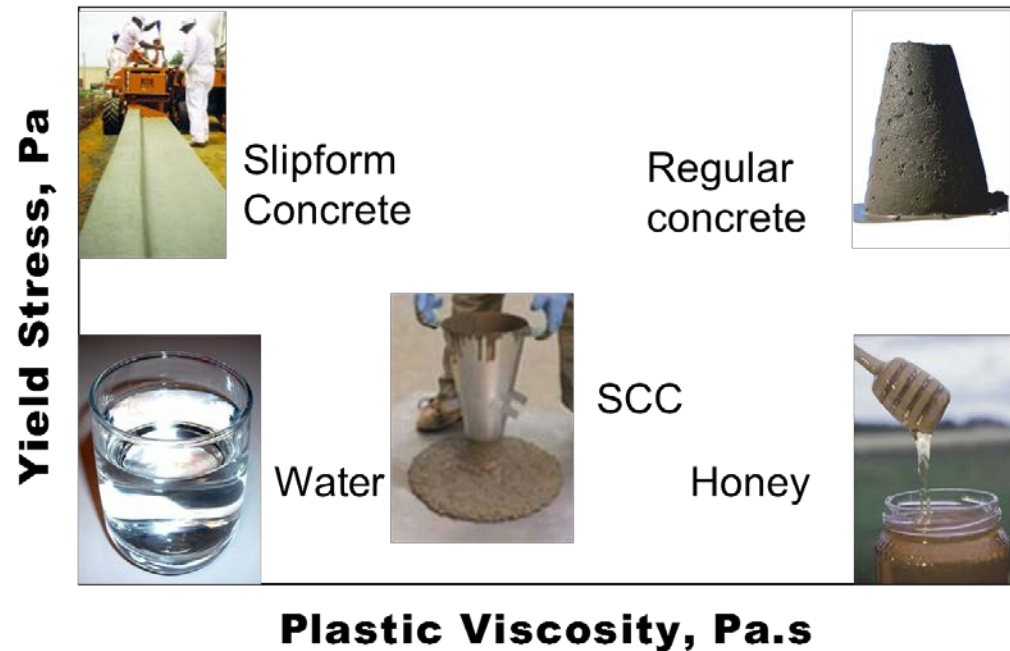 Yield Stress, Pa
Slipform
Concrete
Regular
concrete
SCC
Water
Honey
Plastic Viscosity, Pa.s